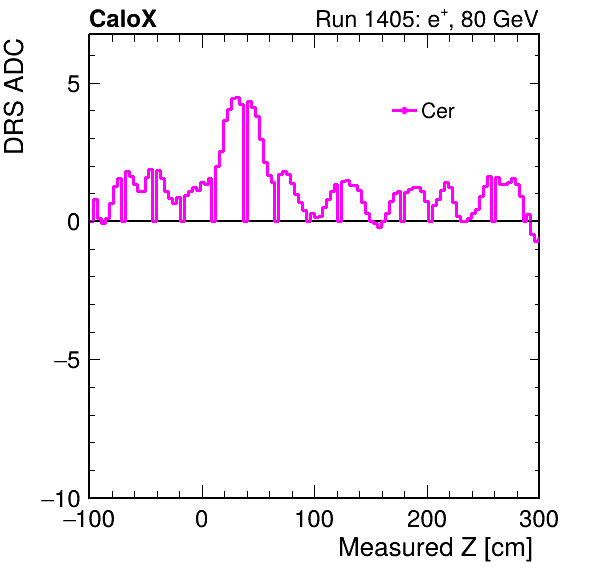 CaloX
Run 1405: e⁺, 80 GeV
DRS ADC
Cer
5
0
−5
−10
−100 0 100 200 300
Measured Z [cm]